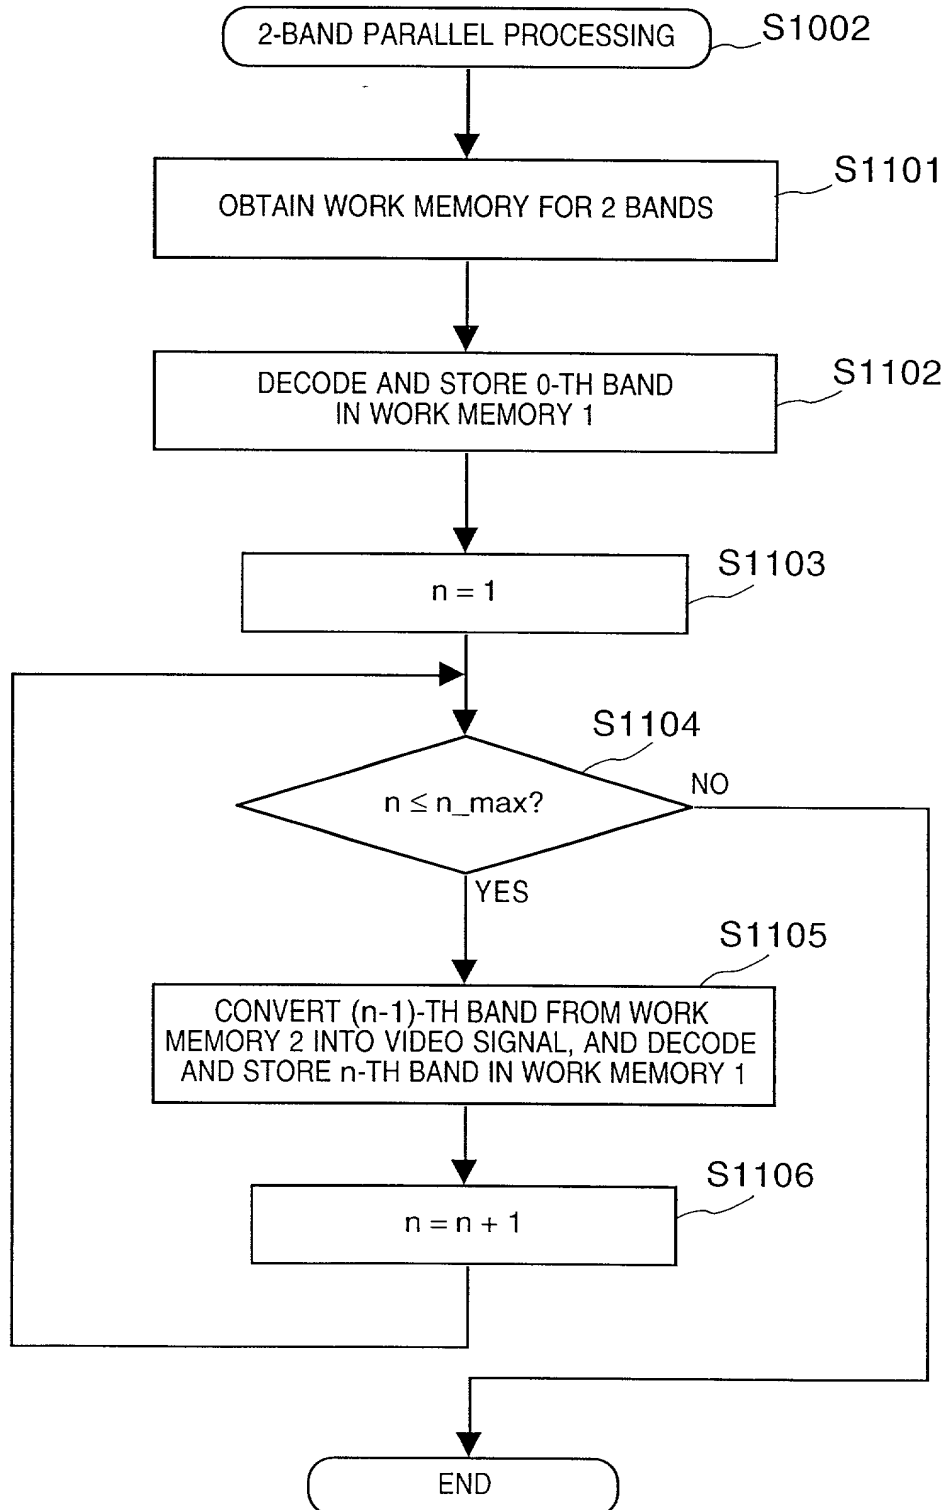 2-BAND PARALLEL PROCESSING
S1002
S1101
OBTAIN WORK MEMORY FOR 2 BANDS
S1102
DECODE AND STORE 0-TH BAND
IN WORK MEMORY 1
S1103
n = 1
S1104
n ≤ n_max?
NO
YES
S1105
CONVERT (n-1)-TH BAND FROM WORK
MEMORY 2 INTO VIDEO SIGNAL, AND DECODE
AND STORE n-TH BAND IN WORK MEMORY 1
S1106
n = n + 1
END